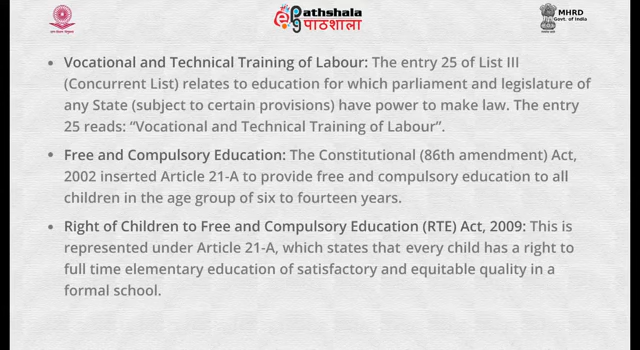 Pathshala
पाठशाला
MHRD
Govt. of India
• Vocational and Technical Training of Labour: The entry 25 of List III
(Concurrent List) relates to education for which parliament and legislature of
any State (subject to certain provisions) have power to make law. The entry
25 reads: “Vocational and Technical Training of Labour”.
• Free and Compulsory Education: The Constitutional (86th amendment) Act,
2002 inserted Article 21-A to provide free and compulsory education to all
children in the age group of six to fourteen years.
• Right of Children to Free and Compulsory Education (RTE) Act, 2009: This is
represented under Article 21-A, which states that every child has a right to
full time elementary education of satisfactory and equitable quality in a
formal school.